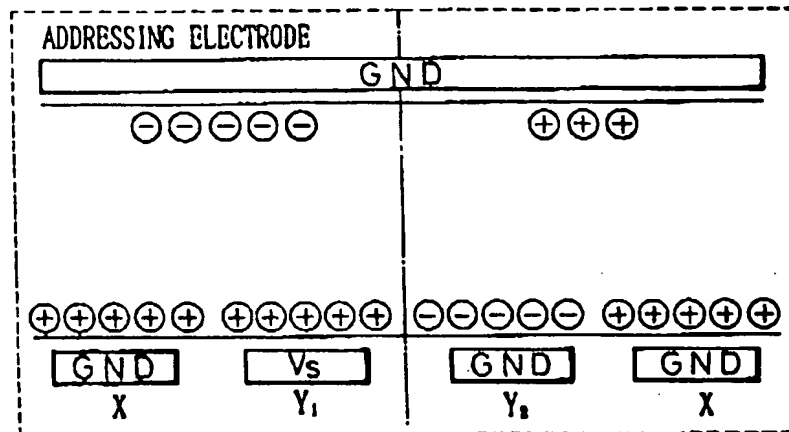 ADDRESSING ELECTRODE
GND
GND Vs GND GND
X Y₁ Y₂ X